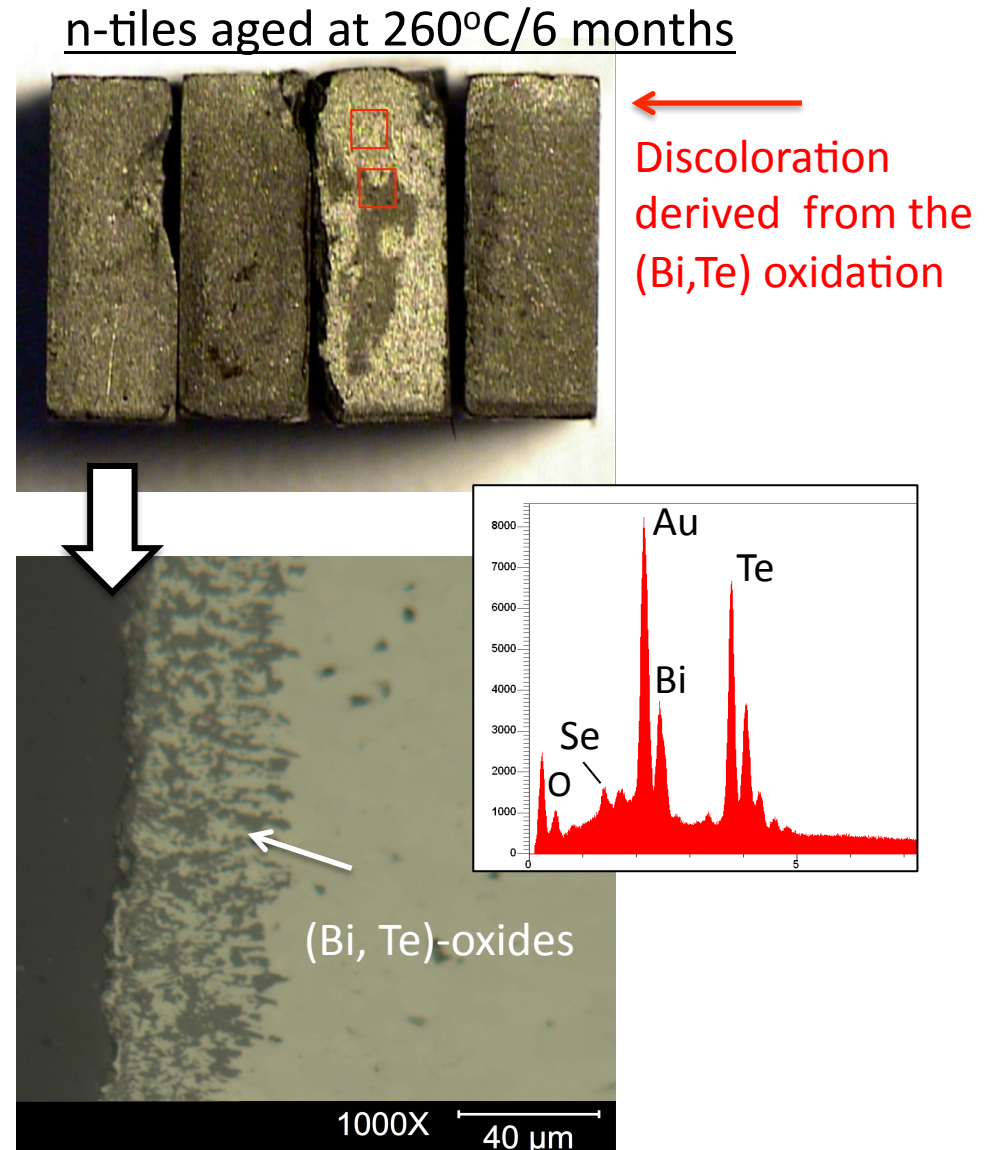 n-tiles aged at 260°C/6 months
Discoloration
derived from the
(Bi,Te) oxidation
Au
Te
Bi
Se
O
8000
7000
6000
5000
4000
3000
2000
1000
0
0
5
(Bi, Te)-oxides
1000X
40 µm